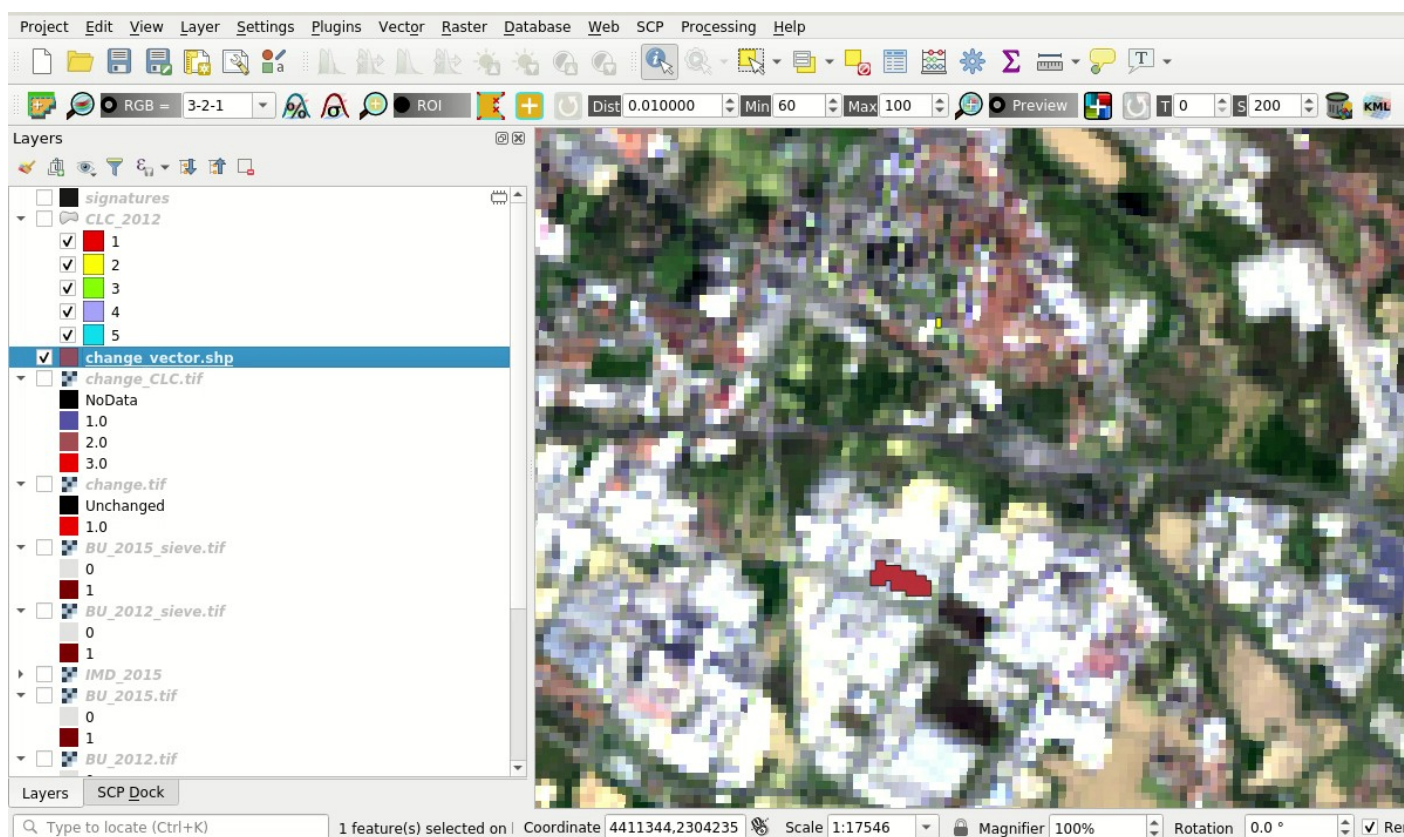 Project Edit View Layer Settings Plugins Vector Raster Database Web SCP Processing Help
RGB = 3-2-1 ROI Dist 0.010000 Min 60 Max 100 Preview T 0 S 200 KML
Layers
signatures
CLC_2012
1
2
3
4
5
change_vector.shp
change_CLC.tif
NoData
1.0
2.0
3.0
change.tif
Unchanged
1.0
BU_2015_sieve.tif
0
1
BU_2012_sieve.tif
0
1
IMD_2015
BU_2015.tif
0
1
BU_2012.tif
Layers SCP Dock
Type to locate (Ctrl+K) 1 feature(s) selected on Coordinate 4411344,2304235 Scale 1:17546 Magnifier 100% Rotation 0.0 ° Re